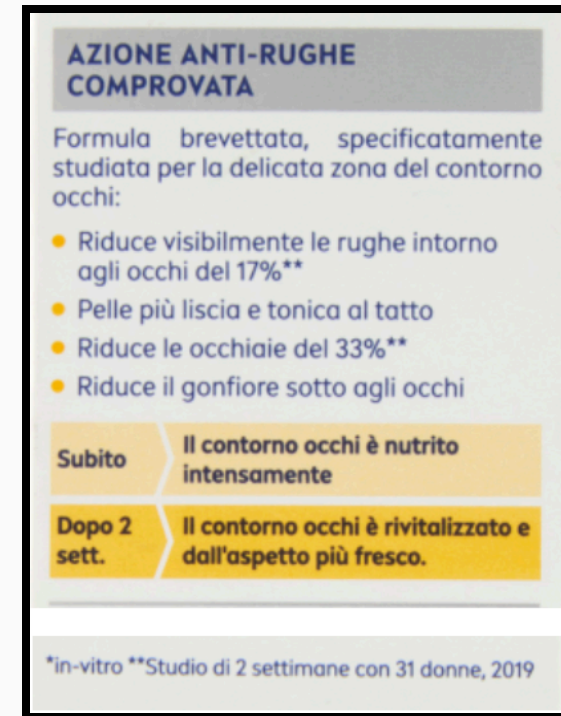 AZIONE ANTI-RUGHE
COMPROVATA
Formula brevettata, specificatamente
studiata per la delicata zona del contorno
occhi:
• Riduce visibilmente le rughe intorno
agli occhi del 17%**
• Pelle più liscia e tonica al tatto
• Riduce le occhiaie del 33%**
• Riduce il gonfiore sotto agli occhi
Subito
Il contorno occhi è nutrito
intensamente
Dopo 2
sett.
Il contorno occhi è rivitalizzato e
dall'aspetto più fresco.
*in-vitro **Studio di 2 settimane con 31 donne, 2019